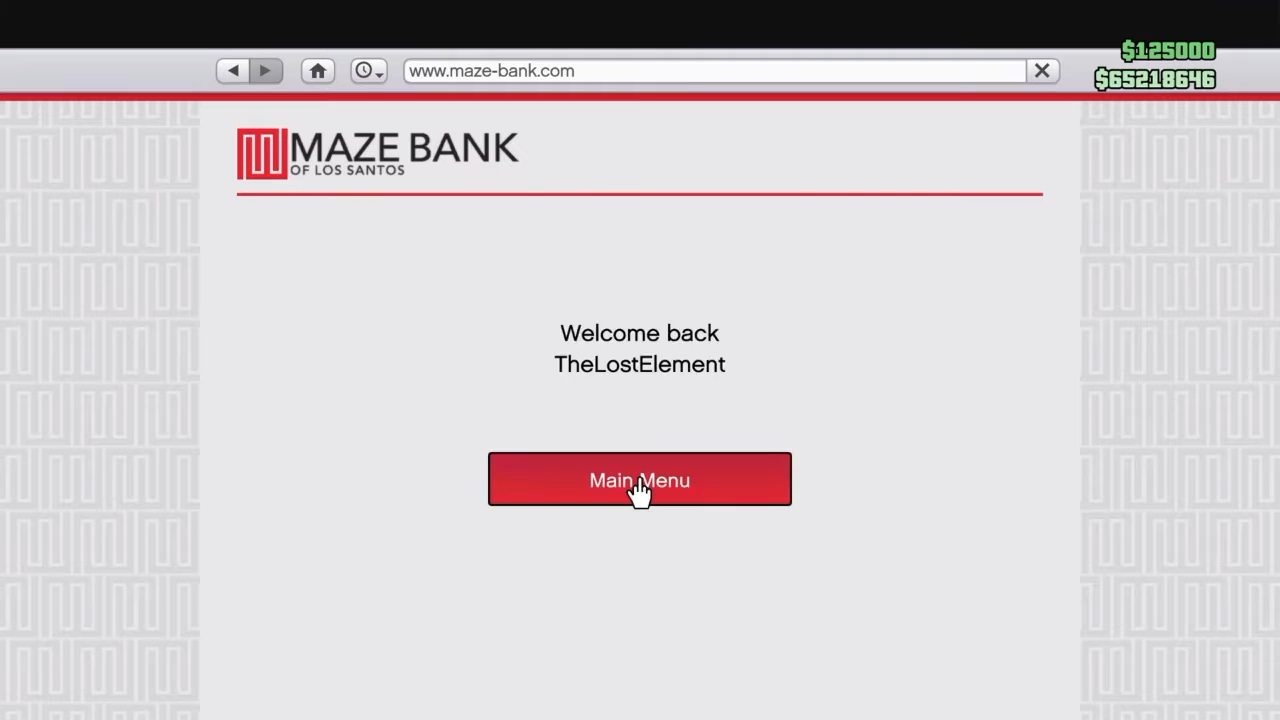 $125000
www.maze-bank.com
$65218646
MAZE BANK
OF LOS SANTOS
Welcome back
TheLostElement
Main Menu